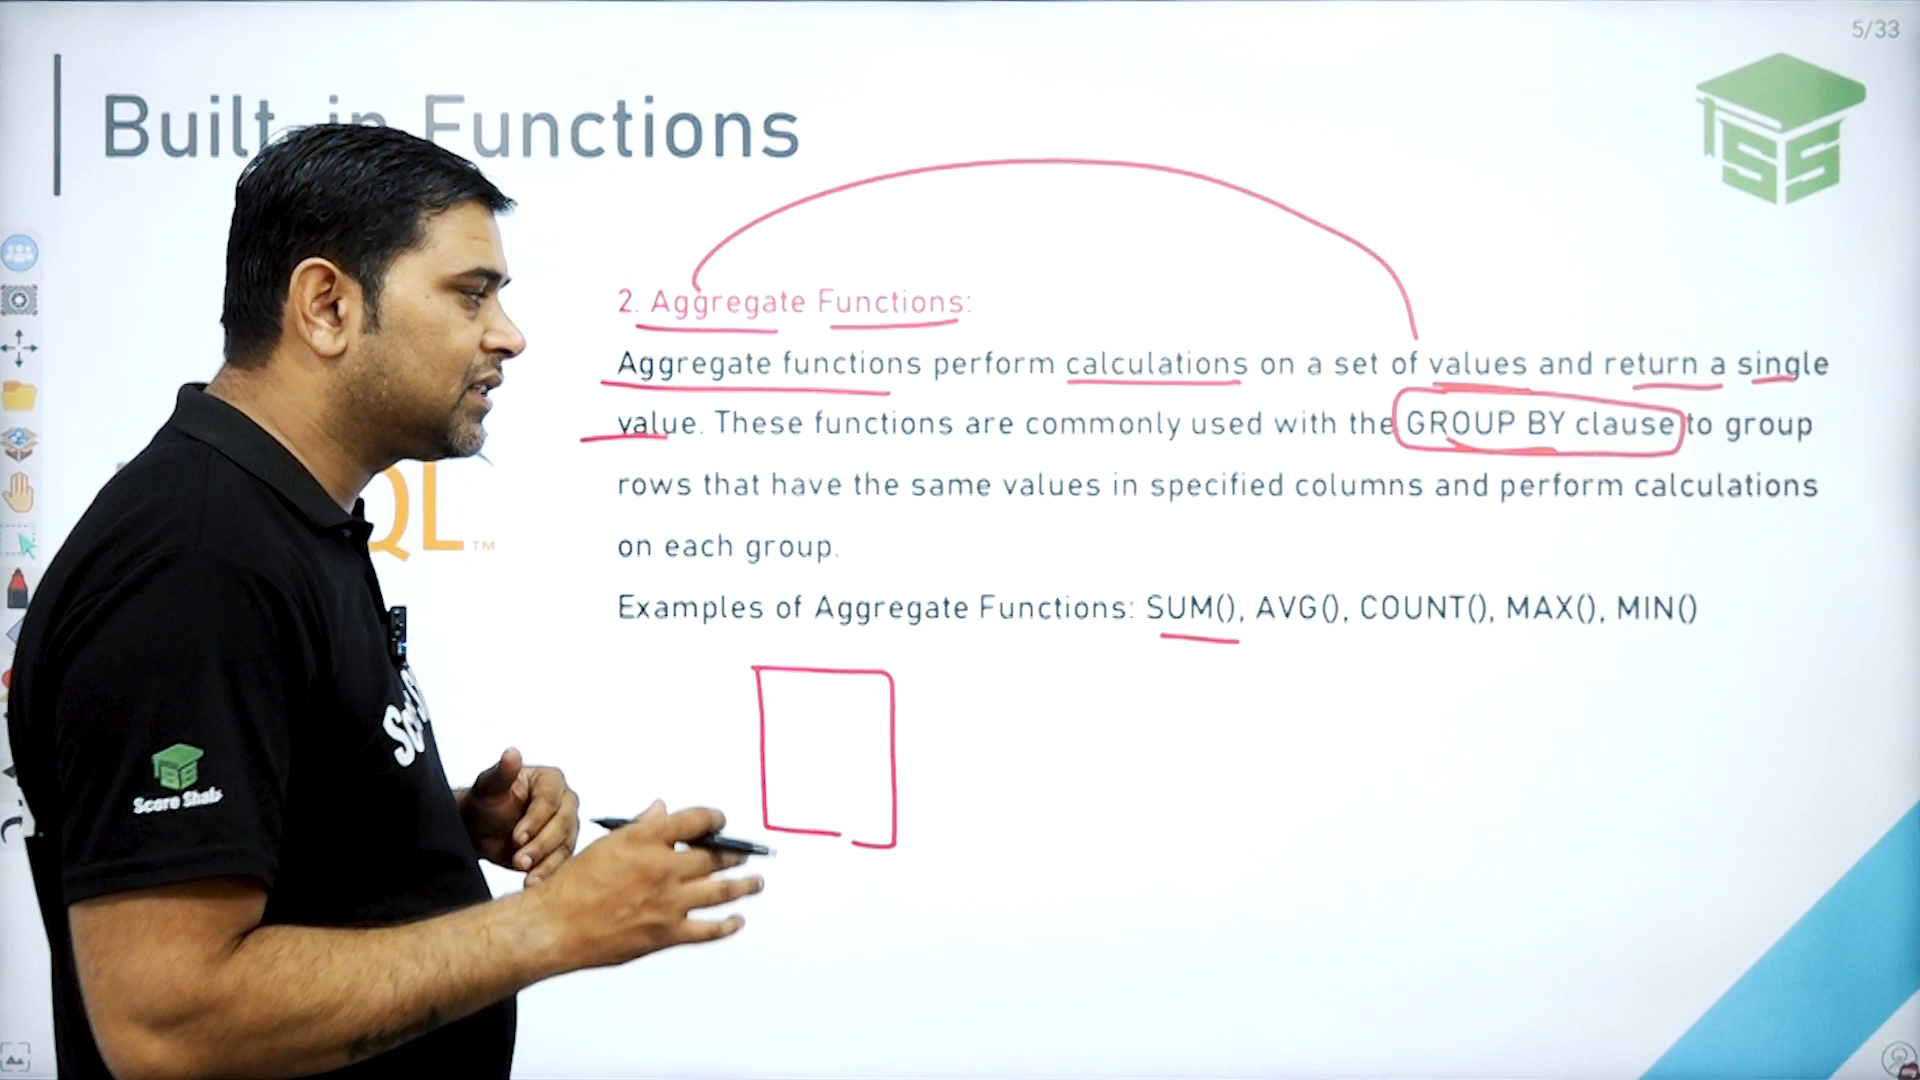 5/33
Built-in Functions
SS
2. Aggregate Functions:
Aggregate functions perform calculations on a set of values and return a single
value. These functions are commonly used with the GROUP BY clause to group
rows that have the same values in specified columns and perform calculations
on each group.
Examples of Aggregate Functions: SUM(), AVG(), COUNT(), MAX(), MIN()
QL™
Score Shala